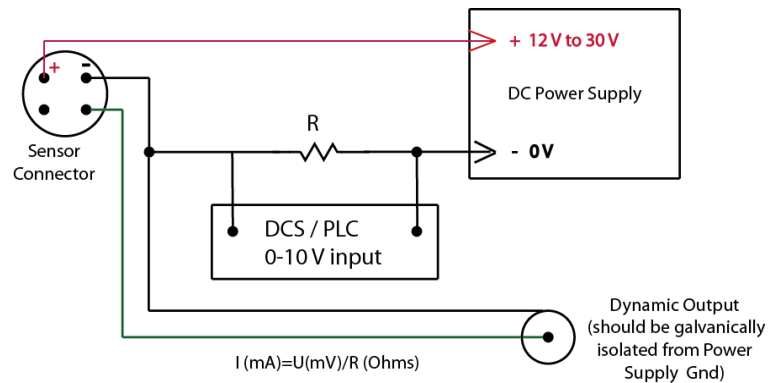 + 12 V to 30 V
DC Power Supply
- 0V
+ -
Sensor
Connector
R
DCS / PLC
0-10 V input
Dynamic Output
(should be galvanically
isolated from Power
Supply Gnd)
I (mA)=U(mV)/R (Ohms)